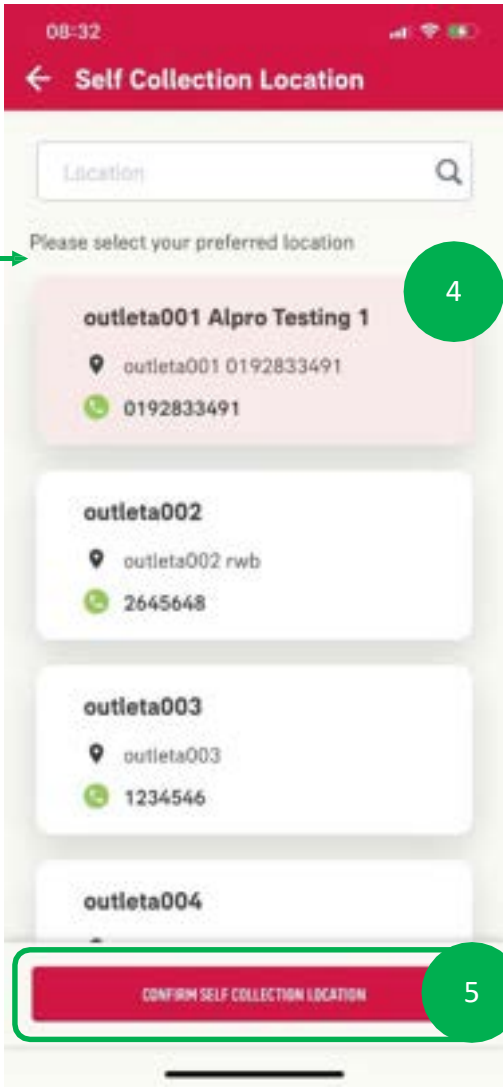 08:32
Self Collection Location
Location
Please select your preferred location
4
outleta001 Alpro Testing 1
outleta001 0192833491
0192833491
outleta002
outleta002 rwb
2645648
outleta003
outleta003
1234546
outleta004
CONFIRM SELF COLLECTION LOCATION
5